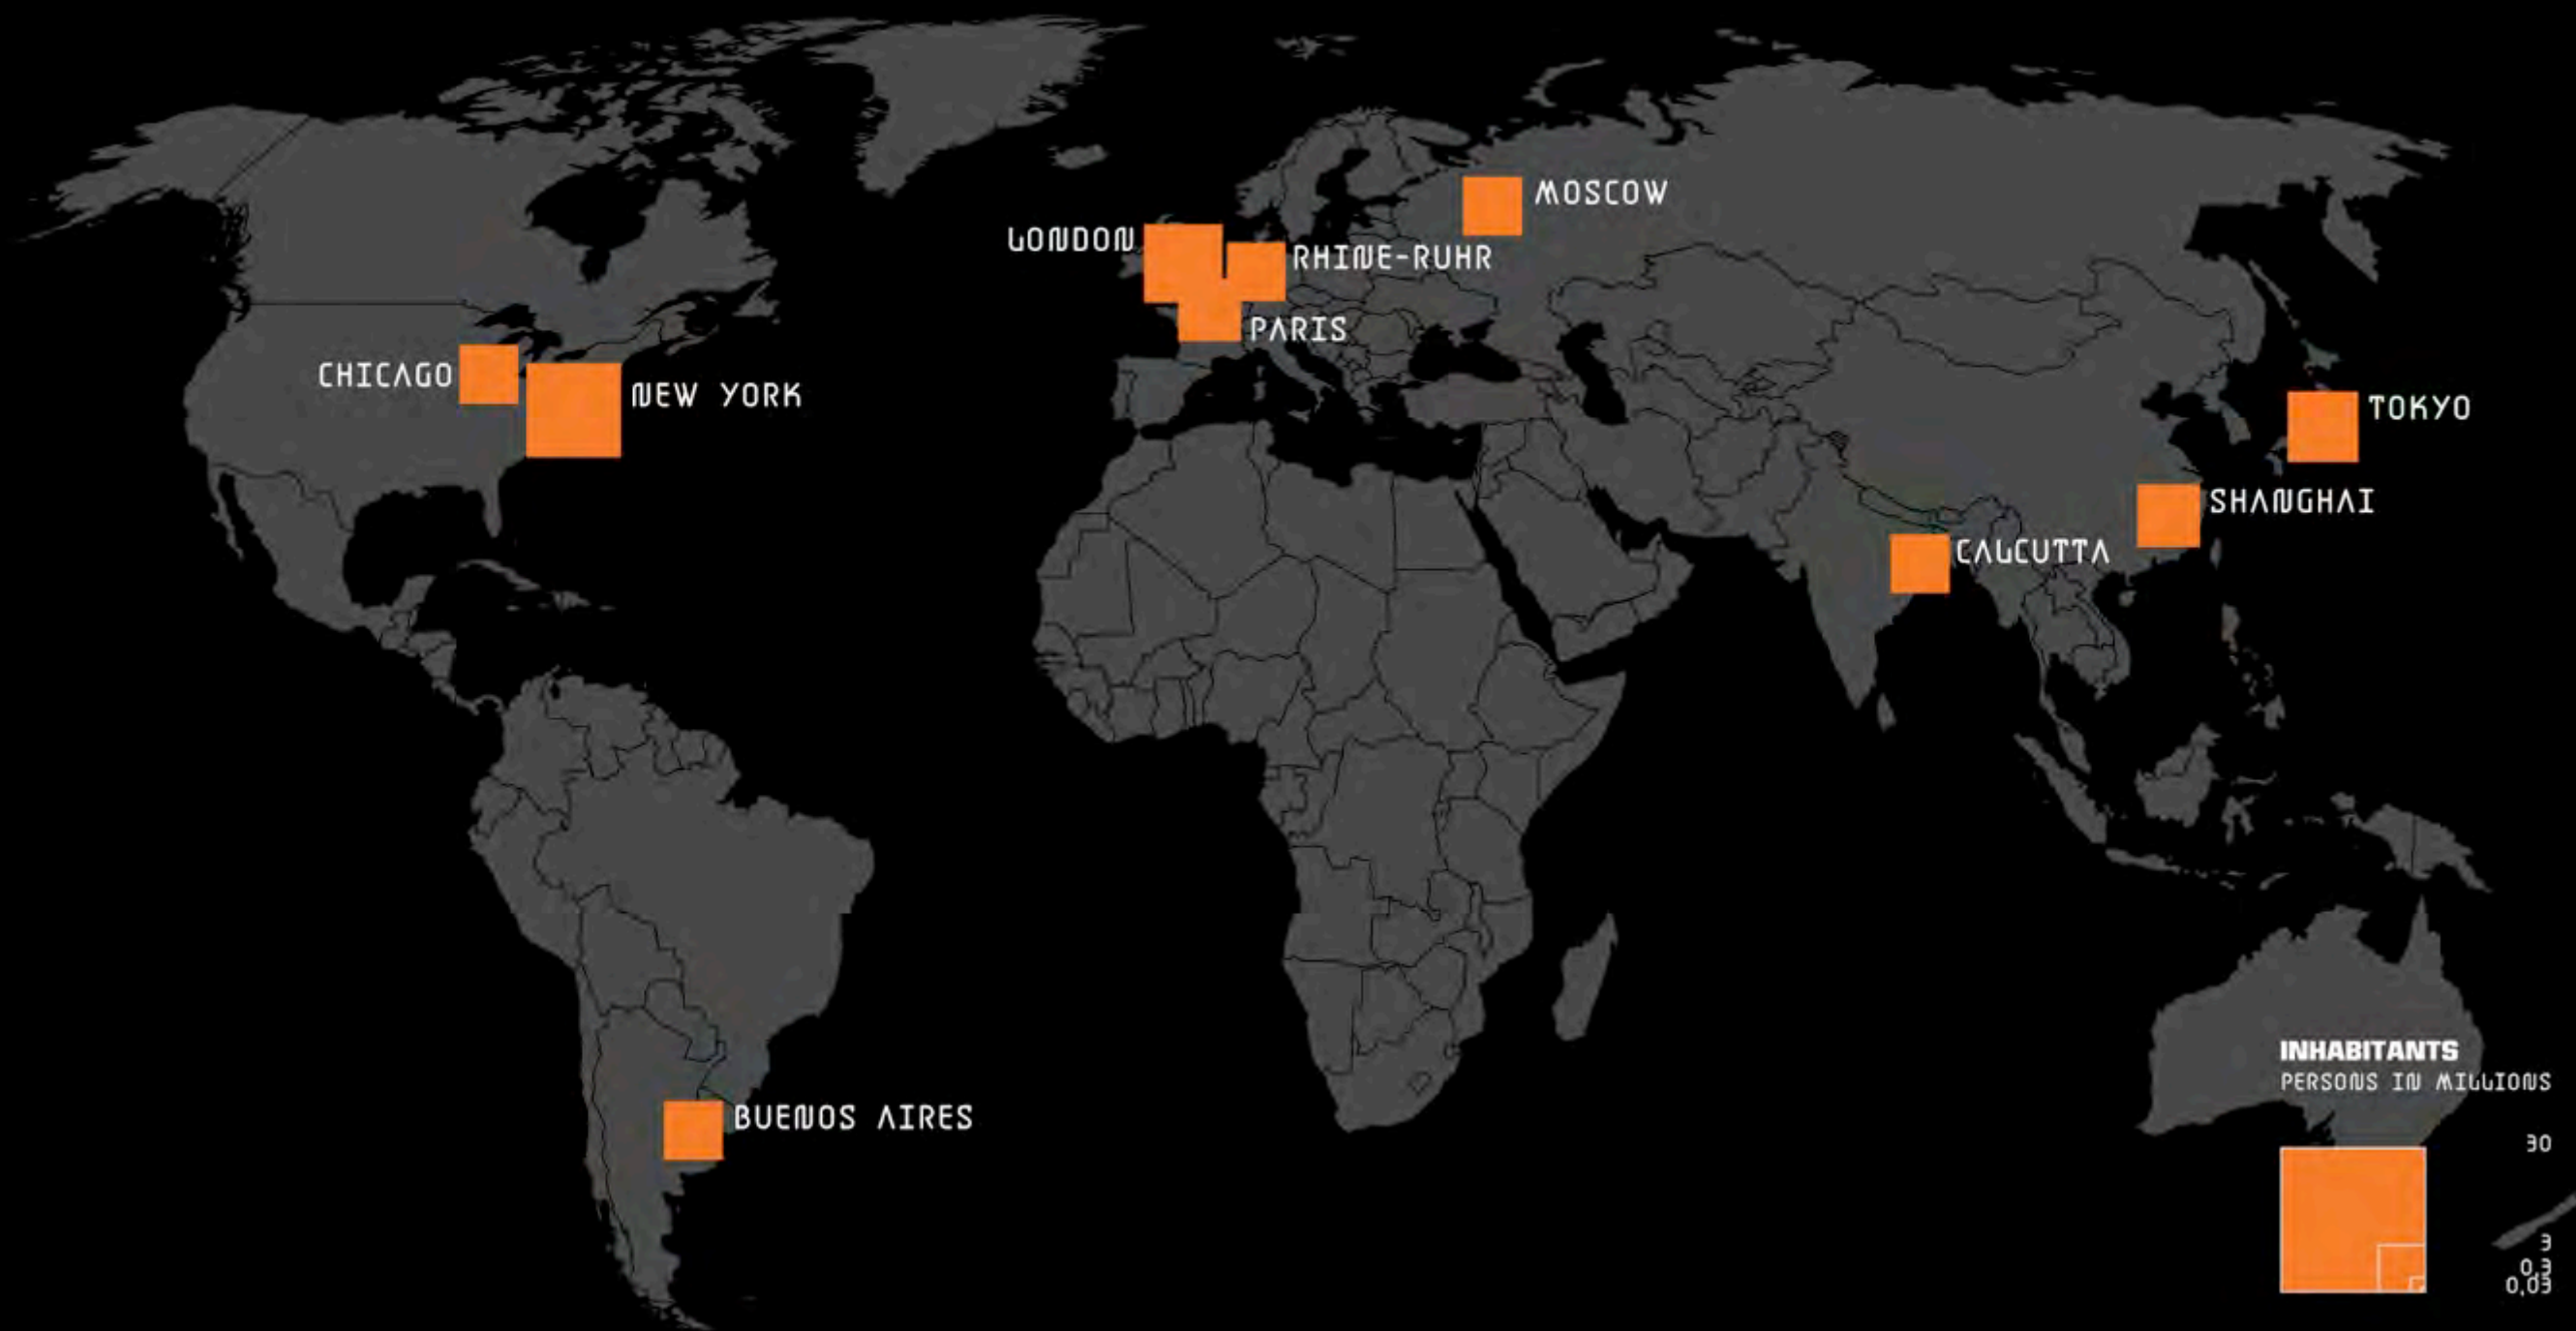 MOSCOW
LONDON
RHINE-RUHR
PARIS
CHICAGO
NEW YORK
TOKYO
SHANGHAI
CALCUTTA
BUENOS AIRES
INHABITANTS
PERSONS IN MILLIONS
30
3
0,3
0,03